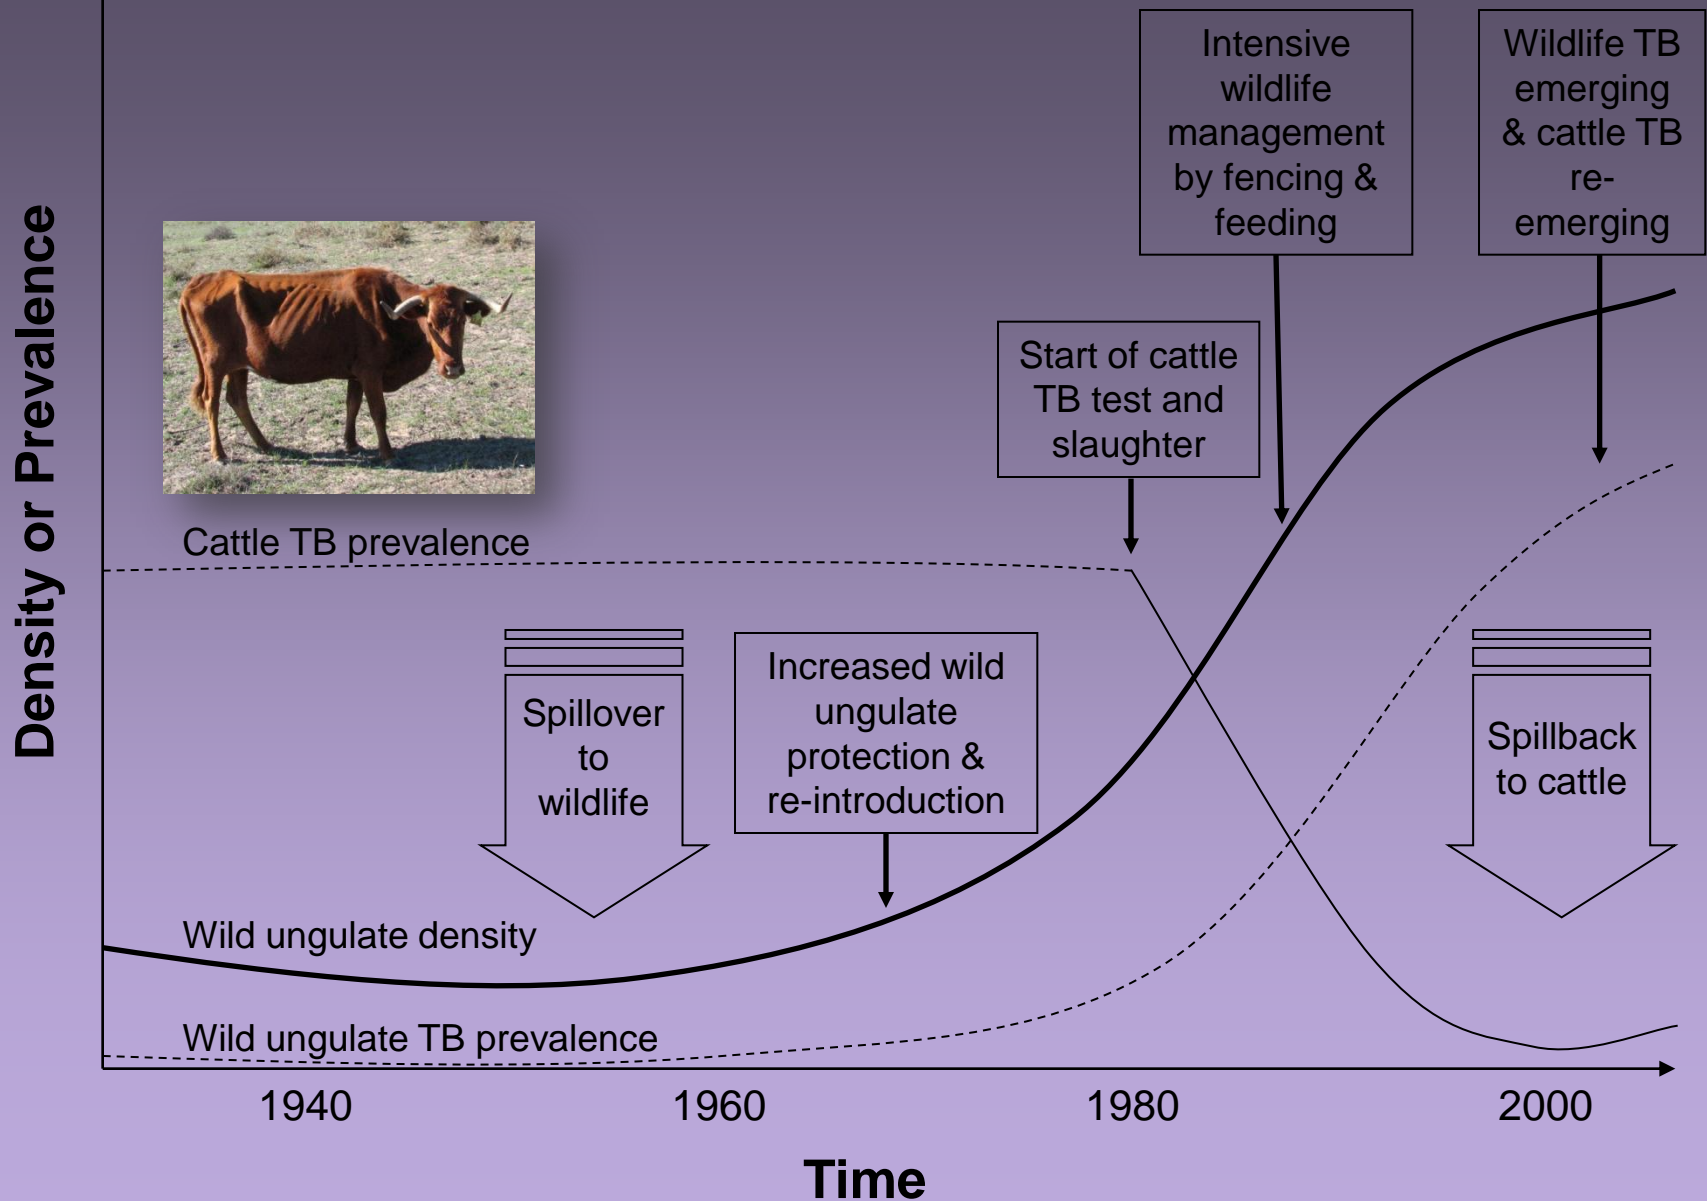 Intensive
wildlife
management
by fencing &
feeding
Wildlife TB
emerging
& cattle TB
re-
emerging
Start of cattle
TB test and
slaughter
Density or Prevalence
Cattle TB prevalence
Spillover
to
wildlife
Increased wild
ungulate
protection &
re-introduction
Spillback
to cattle
Wild ungulate density
Wild ungulate TB prevalence
1940
1960
1980
2000
Time